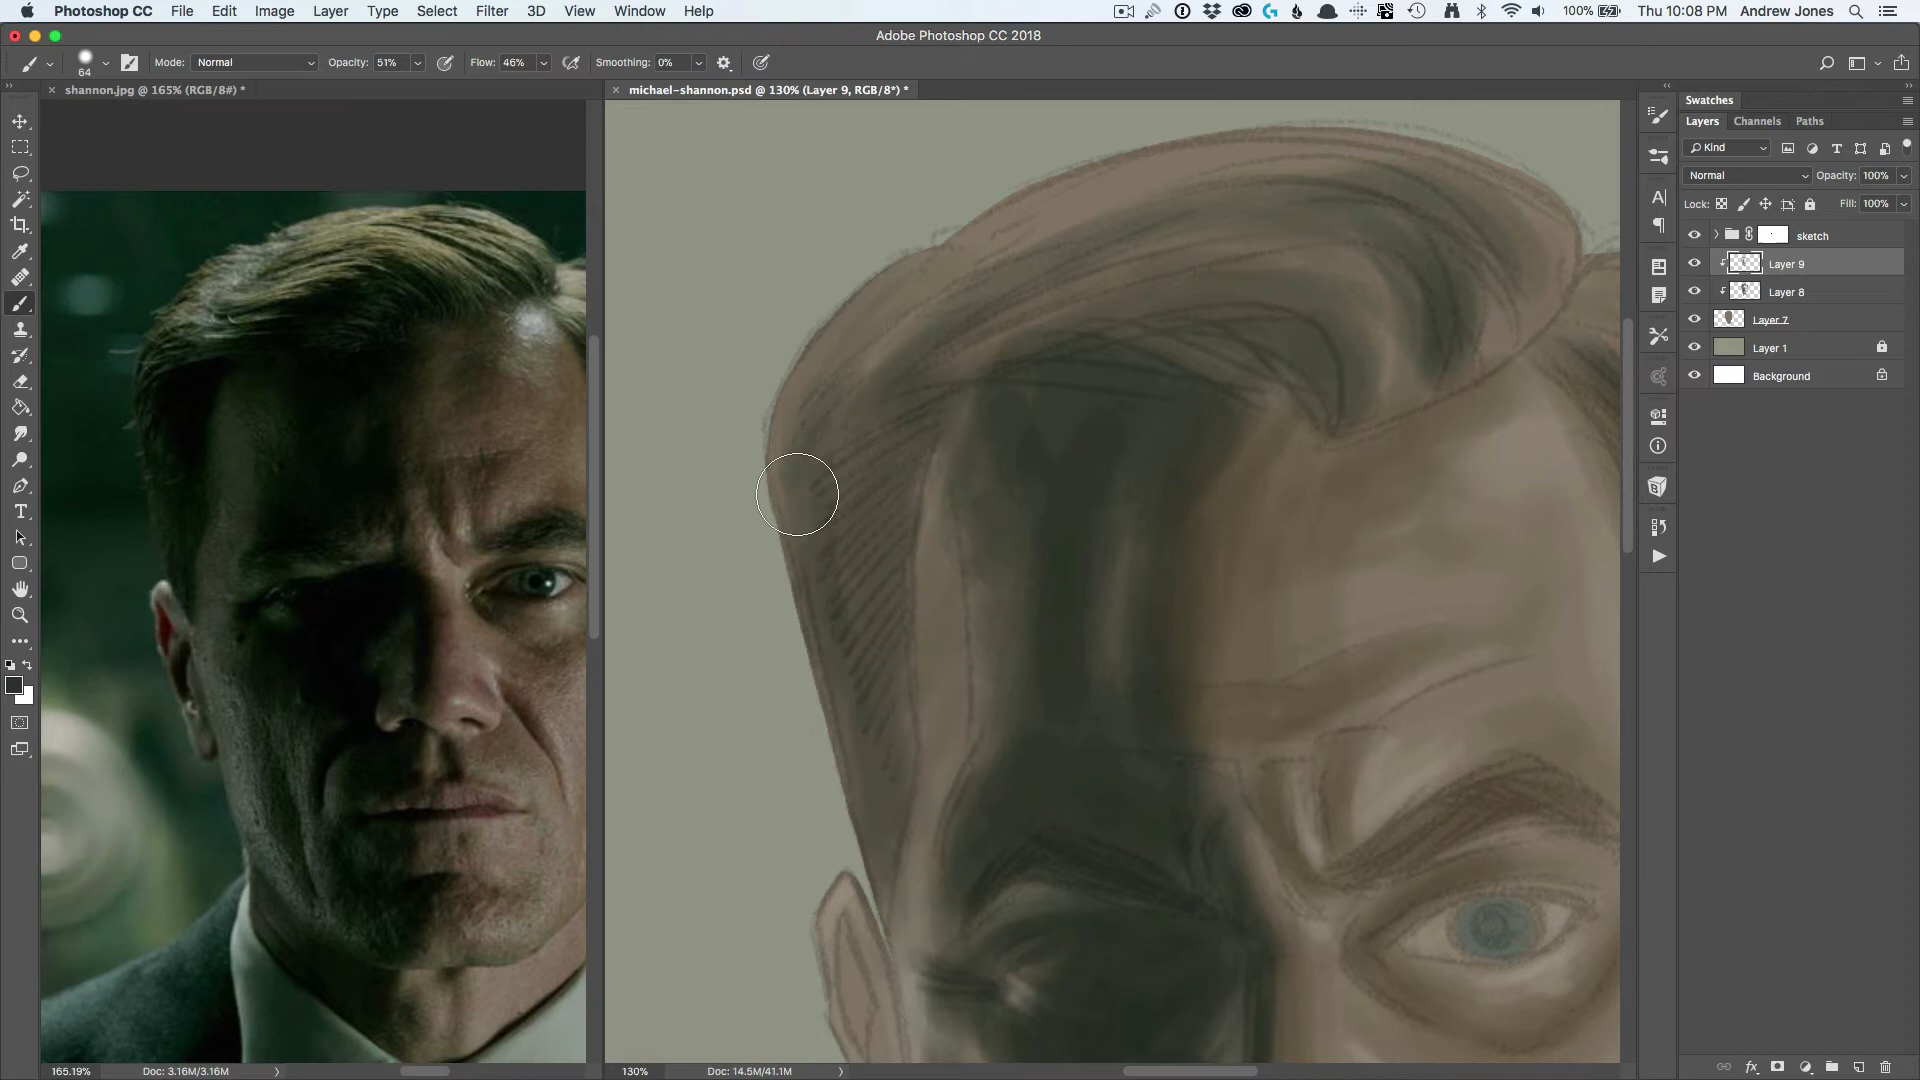 Photoshop CC File Edit Image Layer Type Select Filter 3D View Window Help 100% Thu 10:08 PM Andrew Jones
Adobe Photoshop CC 2018
64 Mode: Normal Opacity: 51% Flow: 46% Smoothing: 0%
shannon.jpg @ 165% (RGB/8#) *
michael-shannon.psd @ 130% (Layer 9, RGB/8*) *
Swatches
Layers Channels Paths
Kind
Normal Opacity: 100%
Lock: Fill: 100%
sketch
Layer 9
Layer 8
Layer 7
Layer 1
Background
165.19% Doc: 3.16M/3.16M
130% Doc: 14.5M/41.1M
fx